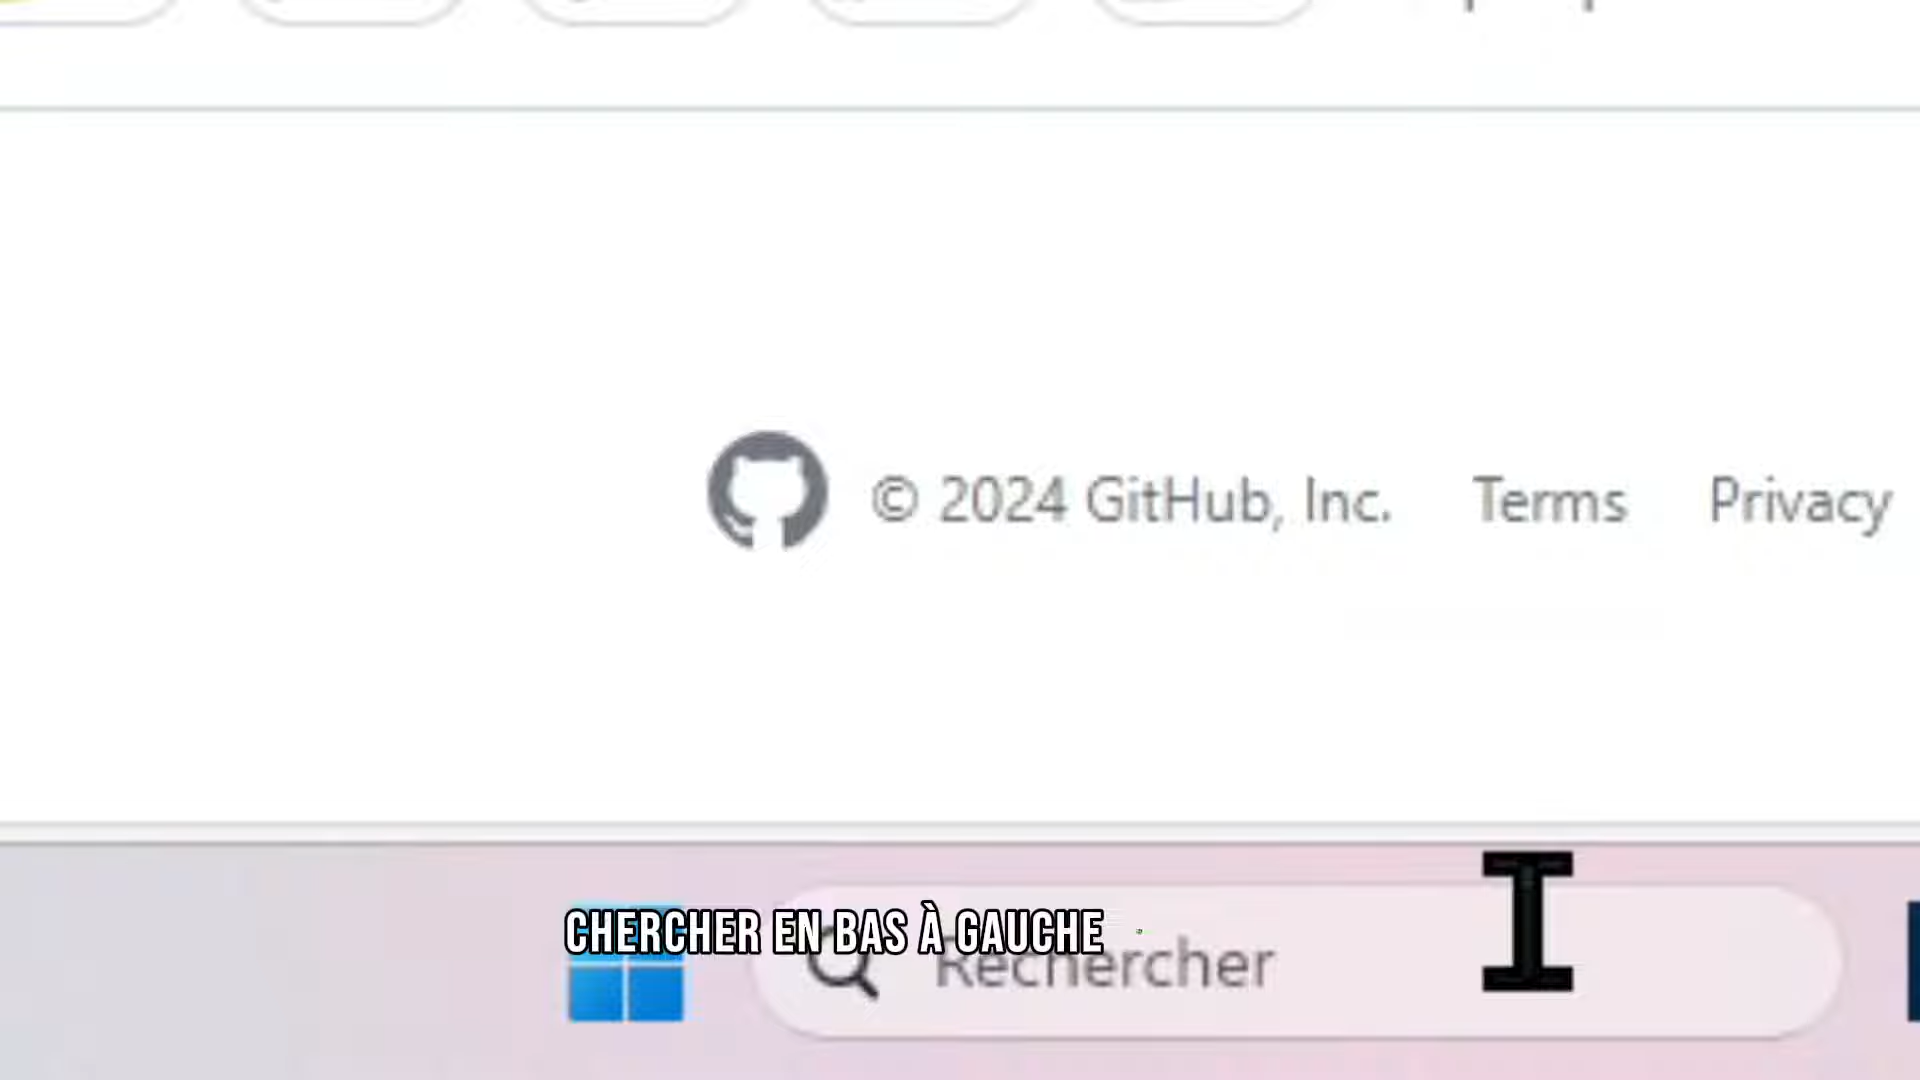 © 2024 GitHub, Inc. Terms Privacy
CHERCHER EN BAS À GAUCHE
Rechercher